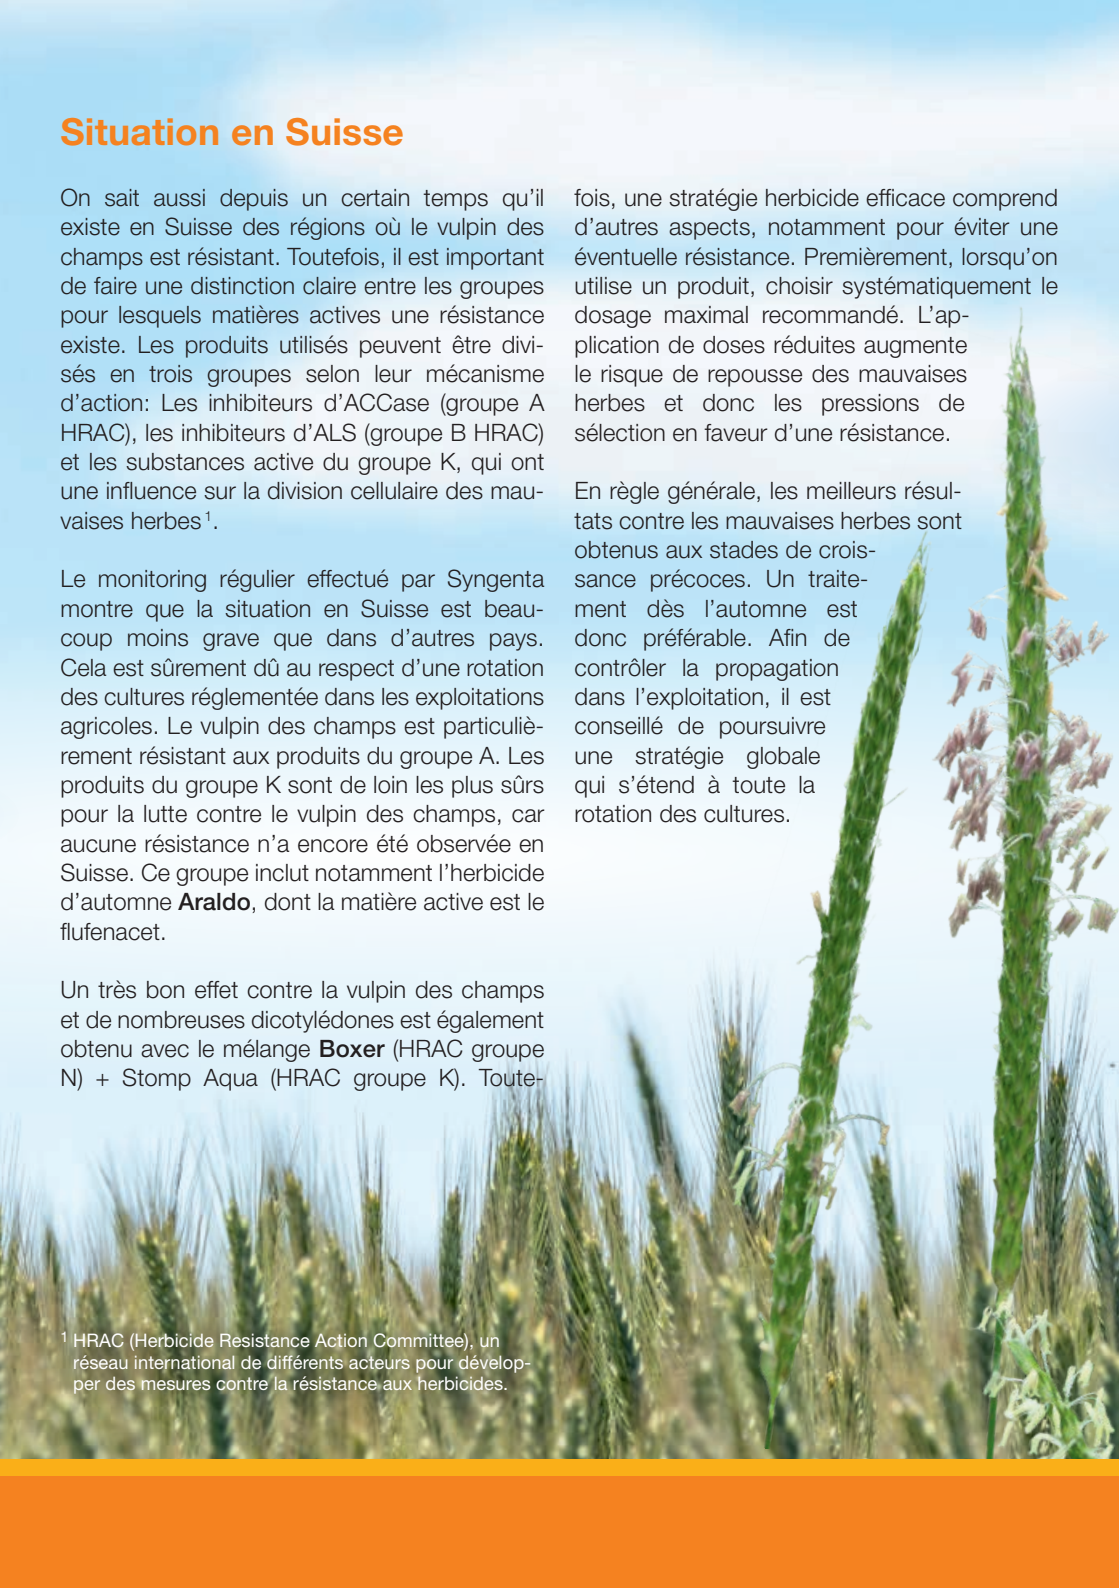 Situation en Suisse
On sait aussi depuis un certain temps qu’il
existe en Suisse des régions où le vulpin des
champs est résistant. Toutefois, il est important
de faire une distinction claire entre les groupes
pour lesquels matières actives une résistance
existe. Les produits utilisés peuvent être divi-
sés en trois groupes selon leur mécanisme
d’action: Les inhibiteurs d’ACCase (groupe A
HRAC), les inhibiteurs d’ALS (groupe B HRAC)
et les substances active du groupe K, qui ont
une influence sur la division cellulaire des mau-
vaises herbes ¹.
Le monitoring régulier effectué par Syngenta
montre que la situation en Suisse est beau-
coup moins grave que dans d’autres pays.
Cela est sûrement dû au respect d’une rotation
des cultures réglementée dans les exploitations
agricoles. Le vulpin des champs est particuliè-
rement résistant aux produits du groupe A. Les
produits du groupe K sont de loin les plus sûrs
pour la lutte contre le vulpin des champs, car
aucune résistance n’a encore été observée en
Suisse. Ce groupe inclut notamment l’herbicide
d’automne Araldo, dont la matière active est le
flufenacet.
Un très bon effet contre la vulpin des champs
et de nombreuses dicotylédones est également
obtenu avec le mélange Boxer (HRAC groupe
N) + Stomp Aqua (HRAC groupe K). Toute-
fois, une stratégie herbicide efficace comprend
d’autres aspects, notamment pour éviter une
éventuelle résistance. Premièrement, lorsqu’on
utilise un produit, choisir systématiquement le
dosage maximal recommandé. L’ap-
plication de doses réduites augmente
le risque de repousse des mauvaises
herbes et donc les pressions de
sélection en faveur d’une résistance.
En règle générale, les meilleurs résul-
tats contre les mauvaises herbes sont
obtenus aux stades de crois-
sance précoces. Un traite-
ment dès l’automne est
donc préférable. Afin de
contrôler la propagation
dans l’exploitation, il est
conseillé de poursuivre
une stratégie globale
qui s’étend à toute la
rotation des cultures.
¹ HRAC (Herbicide Resistance Action Committee), un
réseau international de différents acteurs pour dévelop-
per des mesures contre la résistance aux herbicides.